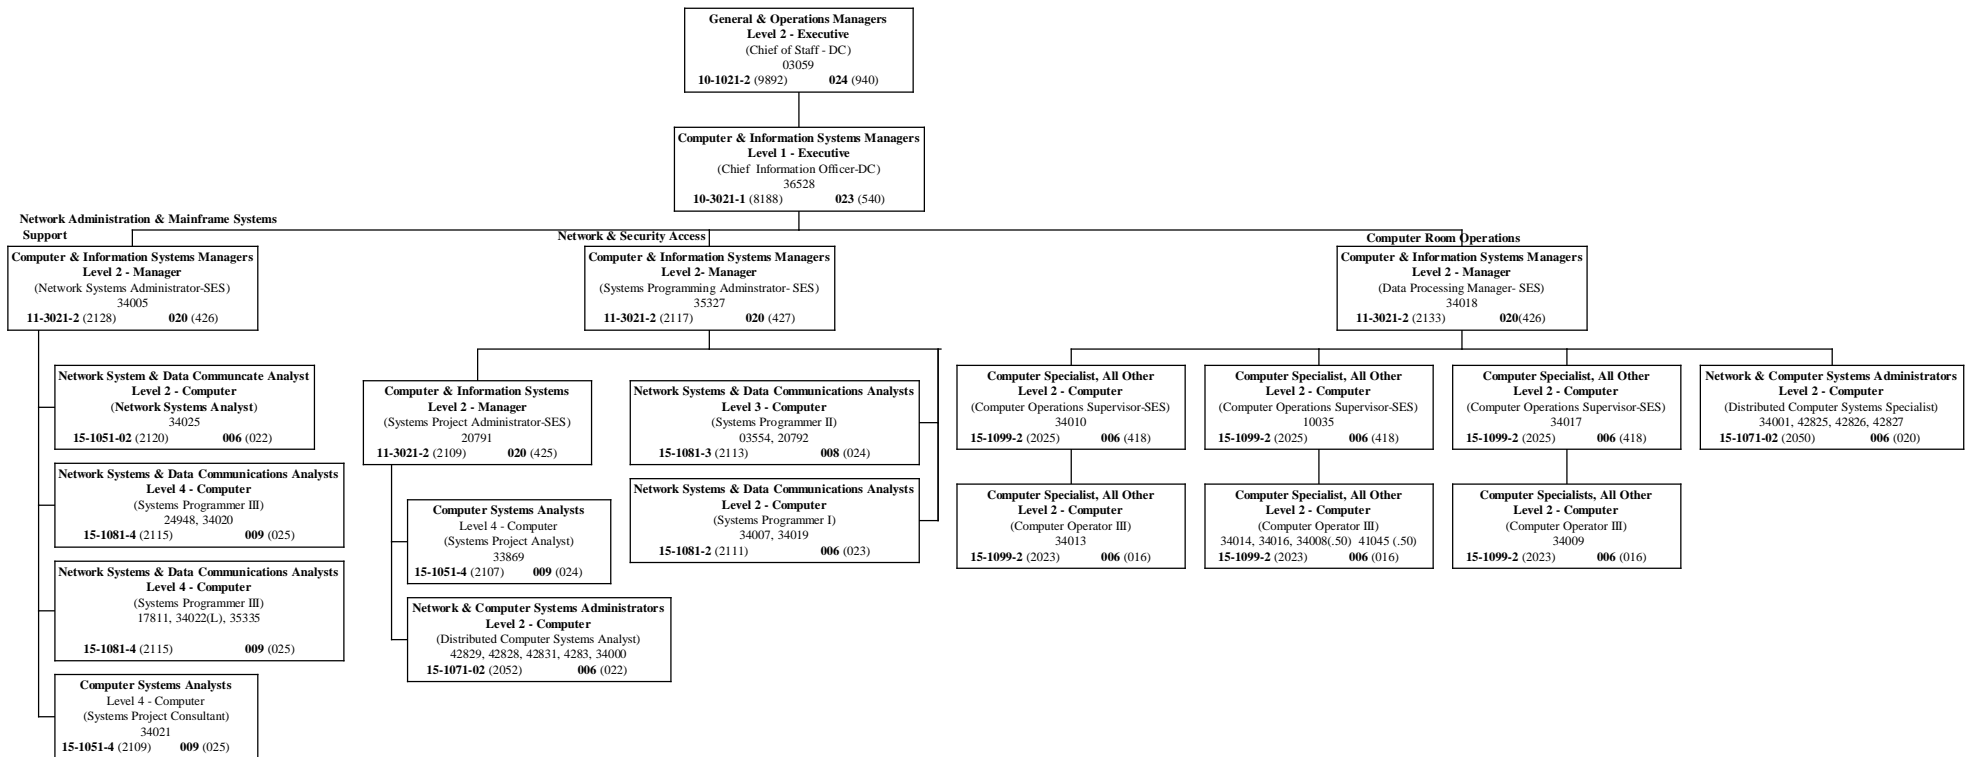 General & Operations Managers
Level 2 - Executive
(Chief of Staff - DC)
03059
10-1021-2 (9892) 024 (940)
Computer & Information Systems Managers
Level 1 - Executive
(Chief Information Officer-DC)
36528
10-3021-1 (8188) 023 (540)
Network Administration & Mainframe Systems
Support
Computer & Information Systems Managers
Level 2 - Manager
(Network Systems Administrator-SES)
34005
11-3021-2 (2128) 020 (426)
Network System & Data Communcate Analyst
Level 2 - Computer
(Network Systems Analyst)
34025
15-1051-02 (2120) 006 (022)
Network Systems & Data Communications Analysts
Level 4 - Computer
(Systems Programmer III)
24948, 34020
15-1081-4 (2115) 009 (025)
Network Systems & Data Communications Analysts
Level 4 - Computer
(Systems Programmer III)
17811, 34022(L), 35335
15-1081-4 (2115) 009 (025)
Computer Systems Analysts
Level 4 - Computer
(Systems Project Consultant)
34021
15-1051-4 (2109) 009 (025)
Network & Security Access
Computer & Information Systems Managers
Level 2- Manager
(Systems Programming Adminstrator- SES)
35327
11-3021-2 (2117) 020 (427)
Computer & Information Systems
Level 2 - Manager
(Systems Project Administrator-SES)
20791
11-3021-2 (2109) 020 (425)
Computer Systems Analysts
Level 4 - Computer
(Systems Project Analyst)
33869
15-1051-4 (2107) 009 (024)
Network & Computer Systems Administrators
Level 2 - Computer
(Distributed Computer Systems Analyst)
42829, 42828, 42831, 4283, 34000
15-1071-02 (2052) 006 (022)
Network Systems & Data Communications Analysts
Level 3 - Computer
(Systems Programmer II)
03554, 20792
15-1081-3 (2113) 008 (024)
Network Systems & Data Communications Analysts
Level 2 - Computer
(Systems Programmer I)
34007, 34019
15-1081-2 (2111) 006 (023)
Computer Room Operations
Computer & Information Systems Managers
Level 2 - Manager
(Data Processing Manager- SES)
34018
11-3021-2 (2133) 020(426)
Computer Specialist, All Other
Level 2 - Computer
(Computer Operations Supervisor-SES)
34010
15-1099-2 (2025) 006 (418)
Computer Specialist, All Other
Level 2 - Computer
(Computer Operator III)
34013
15-1099-2 (2023) 006 (016)
Computer Specialist, All Other
Level 2 - Computer
(Computer Operations Supervisor-SES)
10035
15-1099-2 (2025) 006 (418)
Computer Specialist, All Other
Level 2 - Computer
(Computer Operator III)
34014, 34016, 34008(.50) 41045 (.50)
15-1099-2 (2023) 006 (016)
Computer Specialist, All Other
Level 2 - Computer
(Computer Operations Supervisor-SES)
34017
15-1099-2 (2025) 006 (418)
Computer Specialists, All Other
Level 2 - Computer
(Computer Operator III)
34009
15-1099-2 (2023) 006 (016)
Network & Computer Systems Administrators
Level 2 - Computer
(Distributed Computer Systems Specialist)
34001, 42825, 42826, 42827
15-1071-02 (2050) 006 (020)